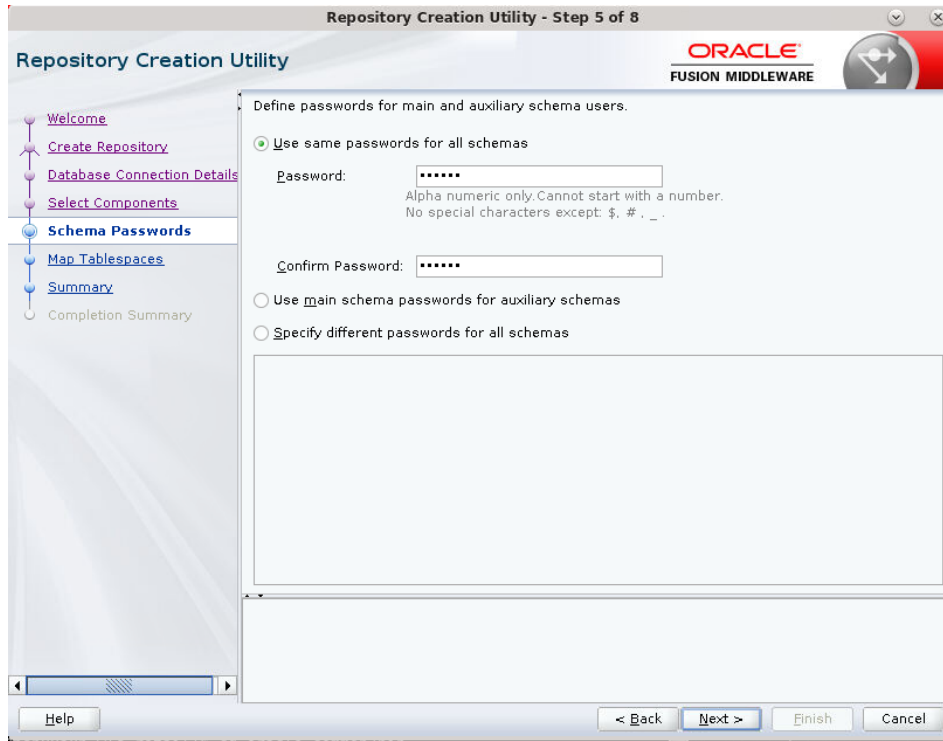 Repository Creation Utility - Step 5 of 8
Repository Creation Utility
ORACLE
FUSION MIDDLEWARE
Welcome
Create Repository
Database Connection Details
Select Components
Schema Passwords
Map Tablespaces
Summary
Completion Summary
Define passwords for main and auxiliary schema users.
Use same passwords for all schemas
Password: ••••••
Alpha numeric only.Cannot start with a number.
No special characters except: $, # , _ .
Confirm Password: ••••••
Use main schema passwords for auxiliary schemas
Specify different passwords for all schemas
Help
< Back
Next >
Finish
Cancel